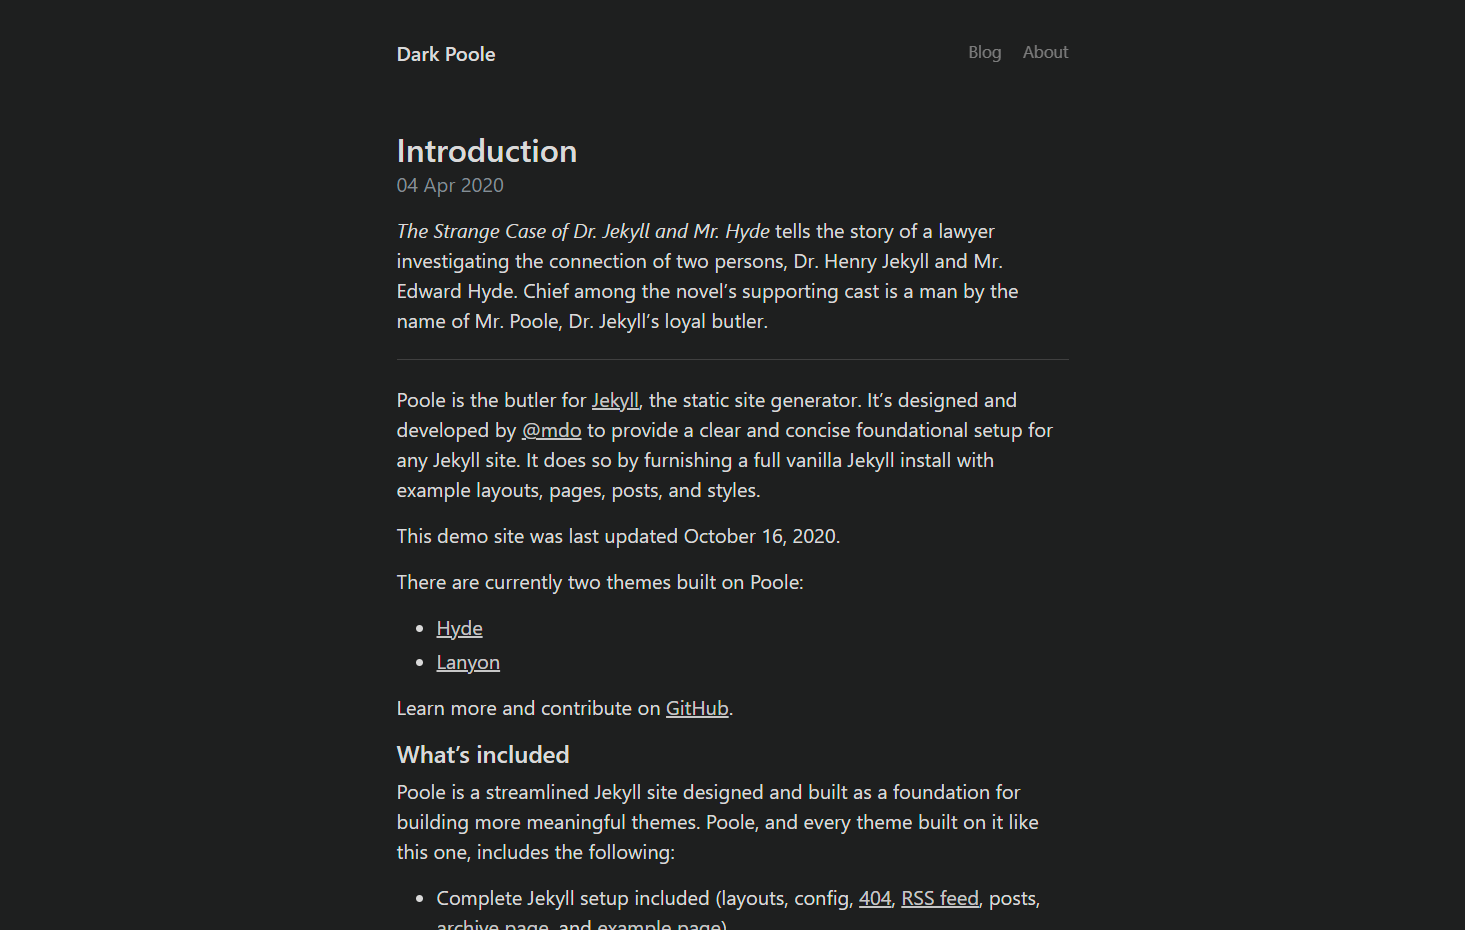 Dark Poole
Blog About
Introduction
04 Apr 2020
The Strange Case of Dr. Jekyll and Mr. Hyde tells the story of a lawyer
investigating the connection of two persons, Dr. Henry Jekyll and Mr.
Edward Hyde. Chief among the novel’s supporting cast is a man by the
name of Mr. Poole, Dr. Jekyll’s loyal butler.
Poole is the butler for Jekyll, the static site generator. It’s designed and
developed by @mdo to provide a clear and concise foundational setup for
any Jekyll site. It does so by furnishing a full vanilla Jekyll install with
example layouts, pages, posts, and styles.
This demo site was last updated October 16, 2020.
There are currently two themes built on Poole:
• Hyde
• Lanyon
Learn more and contribute on GitHub.
What’s included
Poole is a streamlined Jekyll site designed and built as a foundation for
building more meaningful themes. Poole, and every theme built on it like
this one, includes the following:
• Complete Jekyll setup included (layouts, config, 404, RSS feed, posts,
archive page, and example page)